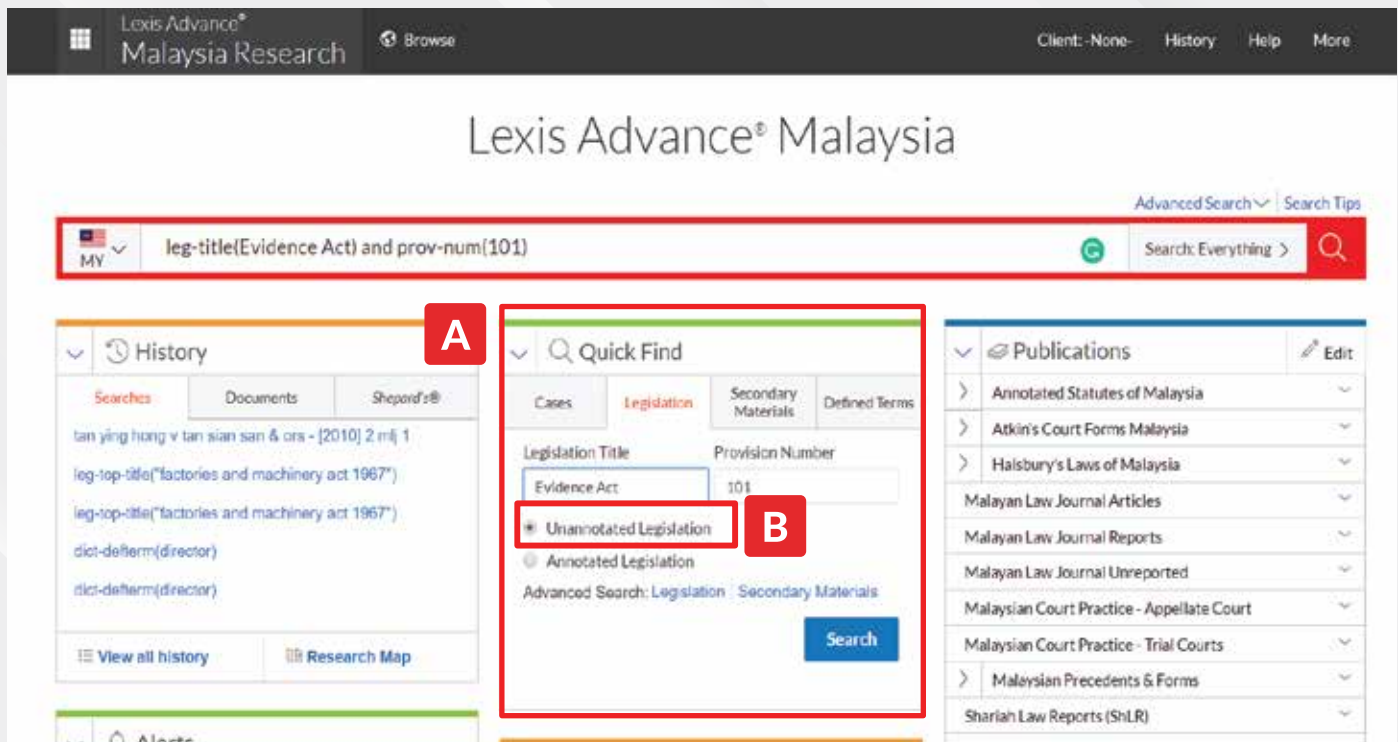 Lexis Advance®
Malaysia Research
Browse
Client: -None-
History
Help
More
Lexis Advance® Malaysia
Advanced Search
Search Tips
MY
leg-title(Evidence Act) and prov-num(101)
Search: Everything >
A
History
Searches
Documents
Shepard's®
tan ying hong v tan sian san & ors - [2010] 2 mlj 1
leg-top-title("factories and machinery act 1967")
leg-top-title("factories and machinery act 1967")
dict-defterm(director)
dict-defterm(director)
View all history
Research Map
Alerts
Quick Find
Cases
Legislation
Secondary
Materials
Defined Terms
Legislation Title
Provision Number
Evidence Act
101
Unannotated Legislation
B
Annotated Legislation
Advanced Search: Legislation | Secondary Materials
Search
Publications
Edit
Annotated Statutes of Malaysia
Atkin's Court Forms Malaysia
Halsbury's Laws of Malaysia
Malayan Law Journal Articles
Malayan Law Journal Reports
Malayan Law Journal Unreported
Malaysian Court Practice - Appellate Court
Malaysian Court Practice - Trial Courts
Malaysian Precedents & Forms
Shariah Law Reports (ShLR)